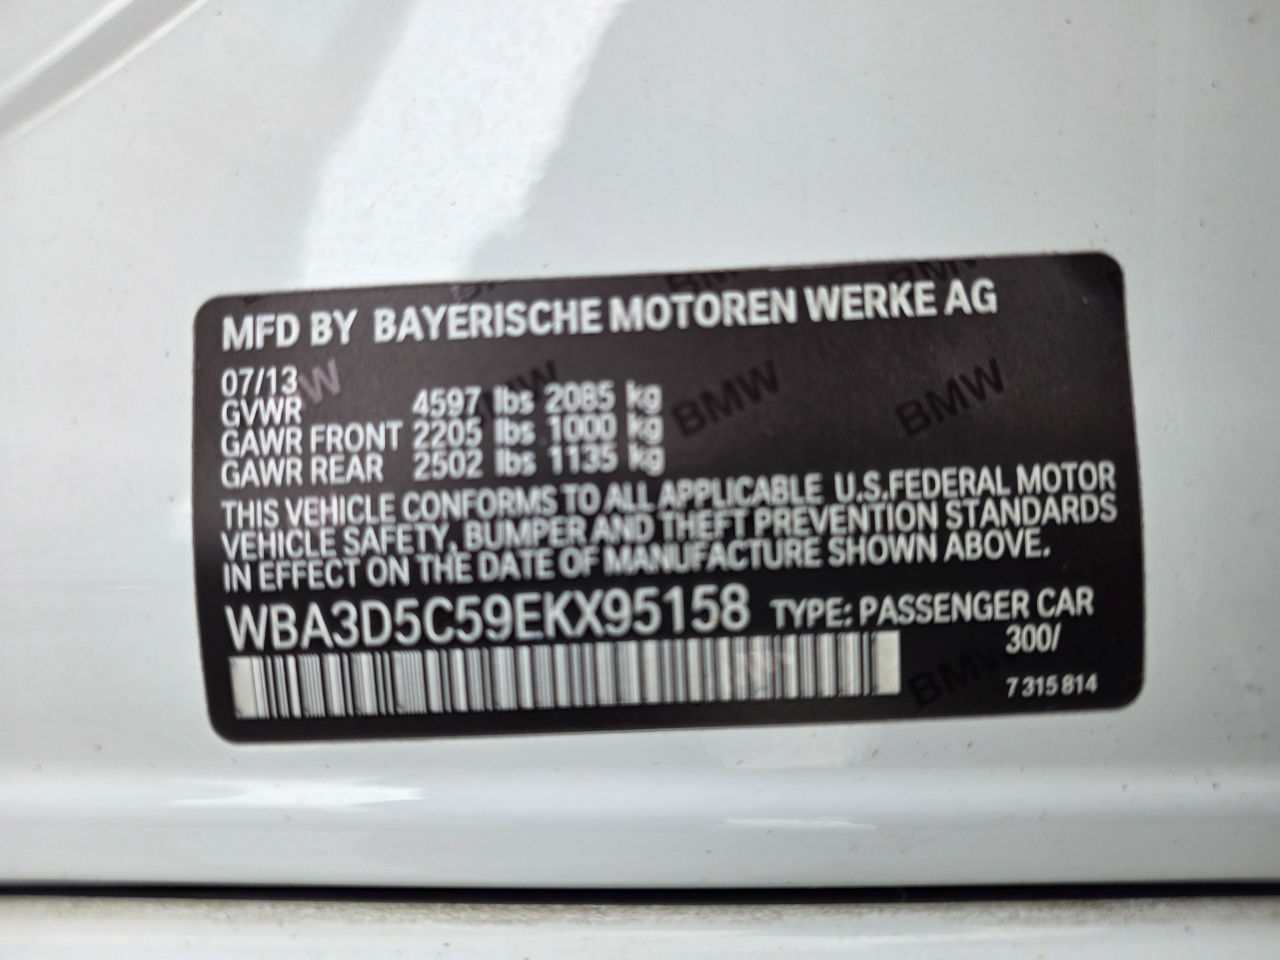 MFD BY BAYERISCHE MOTOREN WERKE AG
07/13
GVWR 4597 lbs 2085 kg
GAWR FRONT 2205 lbs 1000 kg
GAWR REAR 2502 lbs 1135 kg
THIS VEHICLE CONFORMS TO ALL APPLICABLE U.S.FEDERAL MOTOR
VEHICLE SAFETY, BUMPER AND THEFT PREVENTION STANDARDS
IN EFFECT ON THE DATE OF MANUFACTURE SHOWN ABOVE.
WBA3D5C59EKX95158 TYPE: PASSENGER CAR
300/
7 315 814
BMW
BMW
BMW